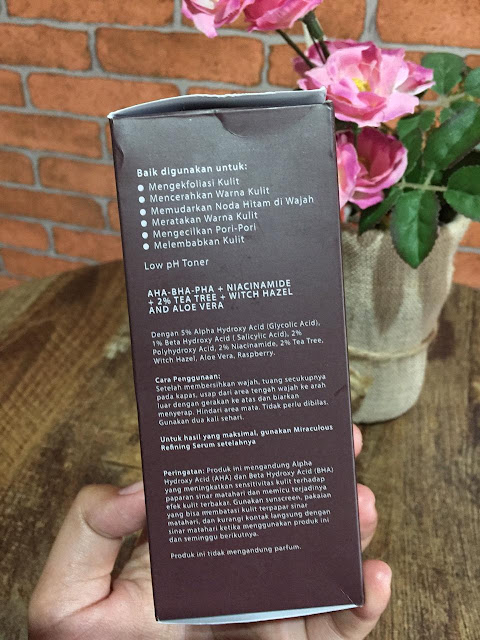 Baik digunakan untuk:
• Mengekfoliasi Kulit
• Mencerahkan Warna Kulit
• Memudarkan Noda Hitam di Wajah
• Meratakan Warna Kulit
• Mengecilkan Pori-Pori
• Melembabkan Kulit
Low pH Toner
AHA-BHA-PHA + NIACINAMIDE
+ 2% TEA TREE + WITCH HAZEL
AND ALOE VERA
Dengan 5% Alpha Hydroxy Acid (Glycolic Acid),
1% Beta Hydroxy Acid ( Salicylic Acid), 2%
Polyhydroxy Acid, 2% Niacinamide, 2% Tea Tree,
Witch Hazel, Aloe Vera, Raspberry.
Cara Penggunaan:
Setelah membersihkan wajah, tuang secukupnya
pada kapas, usap dari area tengah wajah ke arah
luar dengan gerakan ke atas dan biarkan
menyerap. Hindari area mata. Tidak perlu dibilas.
Gunakan dua kali sehari.
Untuk hasil yang maksimal, gunakan Miraculous
Refining Serum setelahnya
Peringatan: Produk ini mengandung Alpha
Hydroxy Acid (AHA) dan Beta Hydroxy Acid (BHA)
yang meningkatkan sensitivitas kulit terhadap
paparan sinar matahari dan memicu terjadinya
efek kulit terbakar. Gunakan sunscreen, pakaian
yang bisa membatasi kulit terpapar sinar
matahari, dan kurangi kontak langsung dengan
sinar matahari ketika menggunakan produk ini
dan seminggu berikutnya.
Produk ini tidak mengandung parfum.